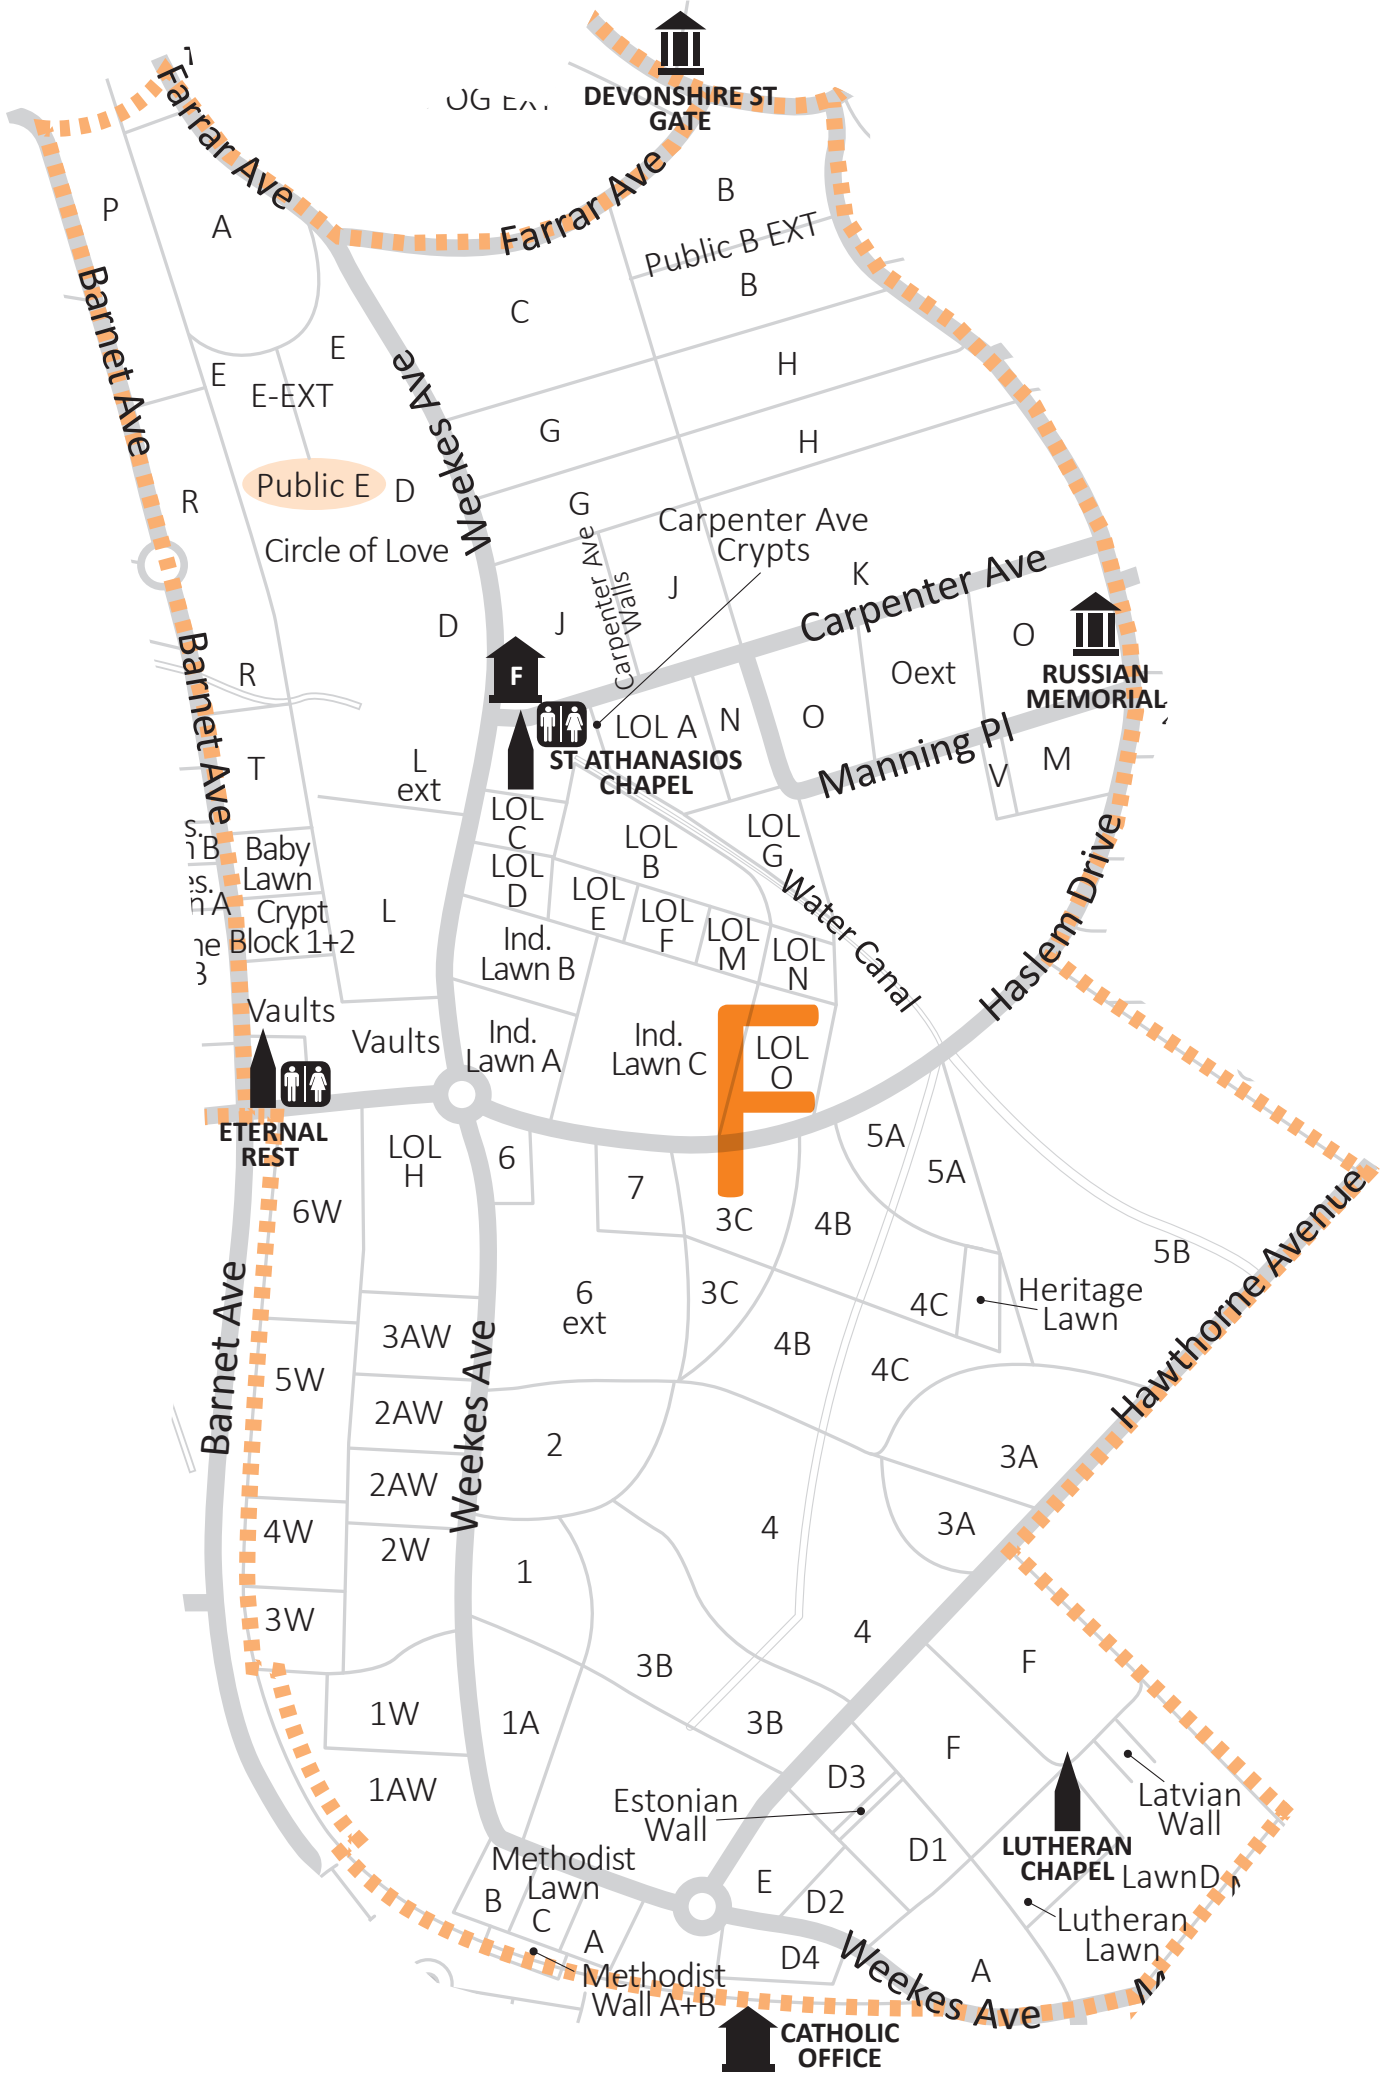 DEVONSHIRE ST
GATE
Farrar Ave
Farrar Ave
P
A
B
Public B EXT
B
C
Barnet Ave
E
E
E-EXT
H
Weekes Ave
G
H
Public E
D
R
G
Carpenter Ave
Crypts
Circle of Love
Carpenter Ave
Walls
J
K
Carpenter Ave
D
J
O
F
Barnet Ave
R
Oext
RUSSIAN
MEMORIAL
LOL A
N
O
Manning Pl
ST ATHANASIOS
CHAPEL
T
L
ext
V
M
LOL
C
LOL
B
LOL
G
Baby
Lawn
LOL
D
LOL
E
LOL
F
LOL
M
LOL
N
Water Canal
Haslem Drive
Crypt
Block 1+2
L
Ind.
Lawn B
Vaults
Vaults
Ind.
Lawn A
Ind.
Lawn C
F
LOL
O
ETERNAL
REST
LOL
H
6
7
5A
5A
6W
3C
4B
5B
Hawthorne Avenue
Barnet Ave
6
ext
3C
4C
Heritage
Lawn
3AW
4B
4C
5W
2AW
Weekes Ave
2
3A
2AW
4W
2W
4
3A
1
3W
4
3B
F
1W
1A
3B
F
1AW
D3
Estonian
Wall
Latvian
Wall
D1
LUTHERAN
CHAPEL
LawnD
Methodist
Lawn
B
C
A
E
D2
Lutheran
Lawn
D4
Weekes Ave
A
Methodist
Wall A+B
CATHOLIC
OFFICE